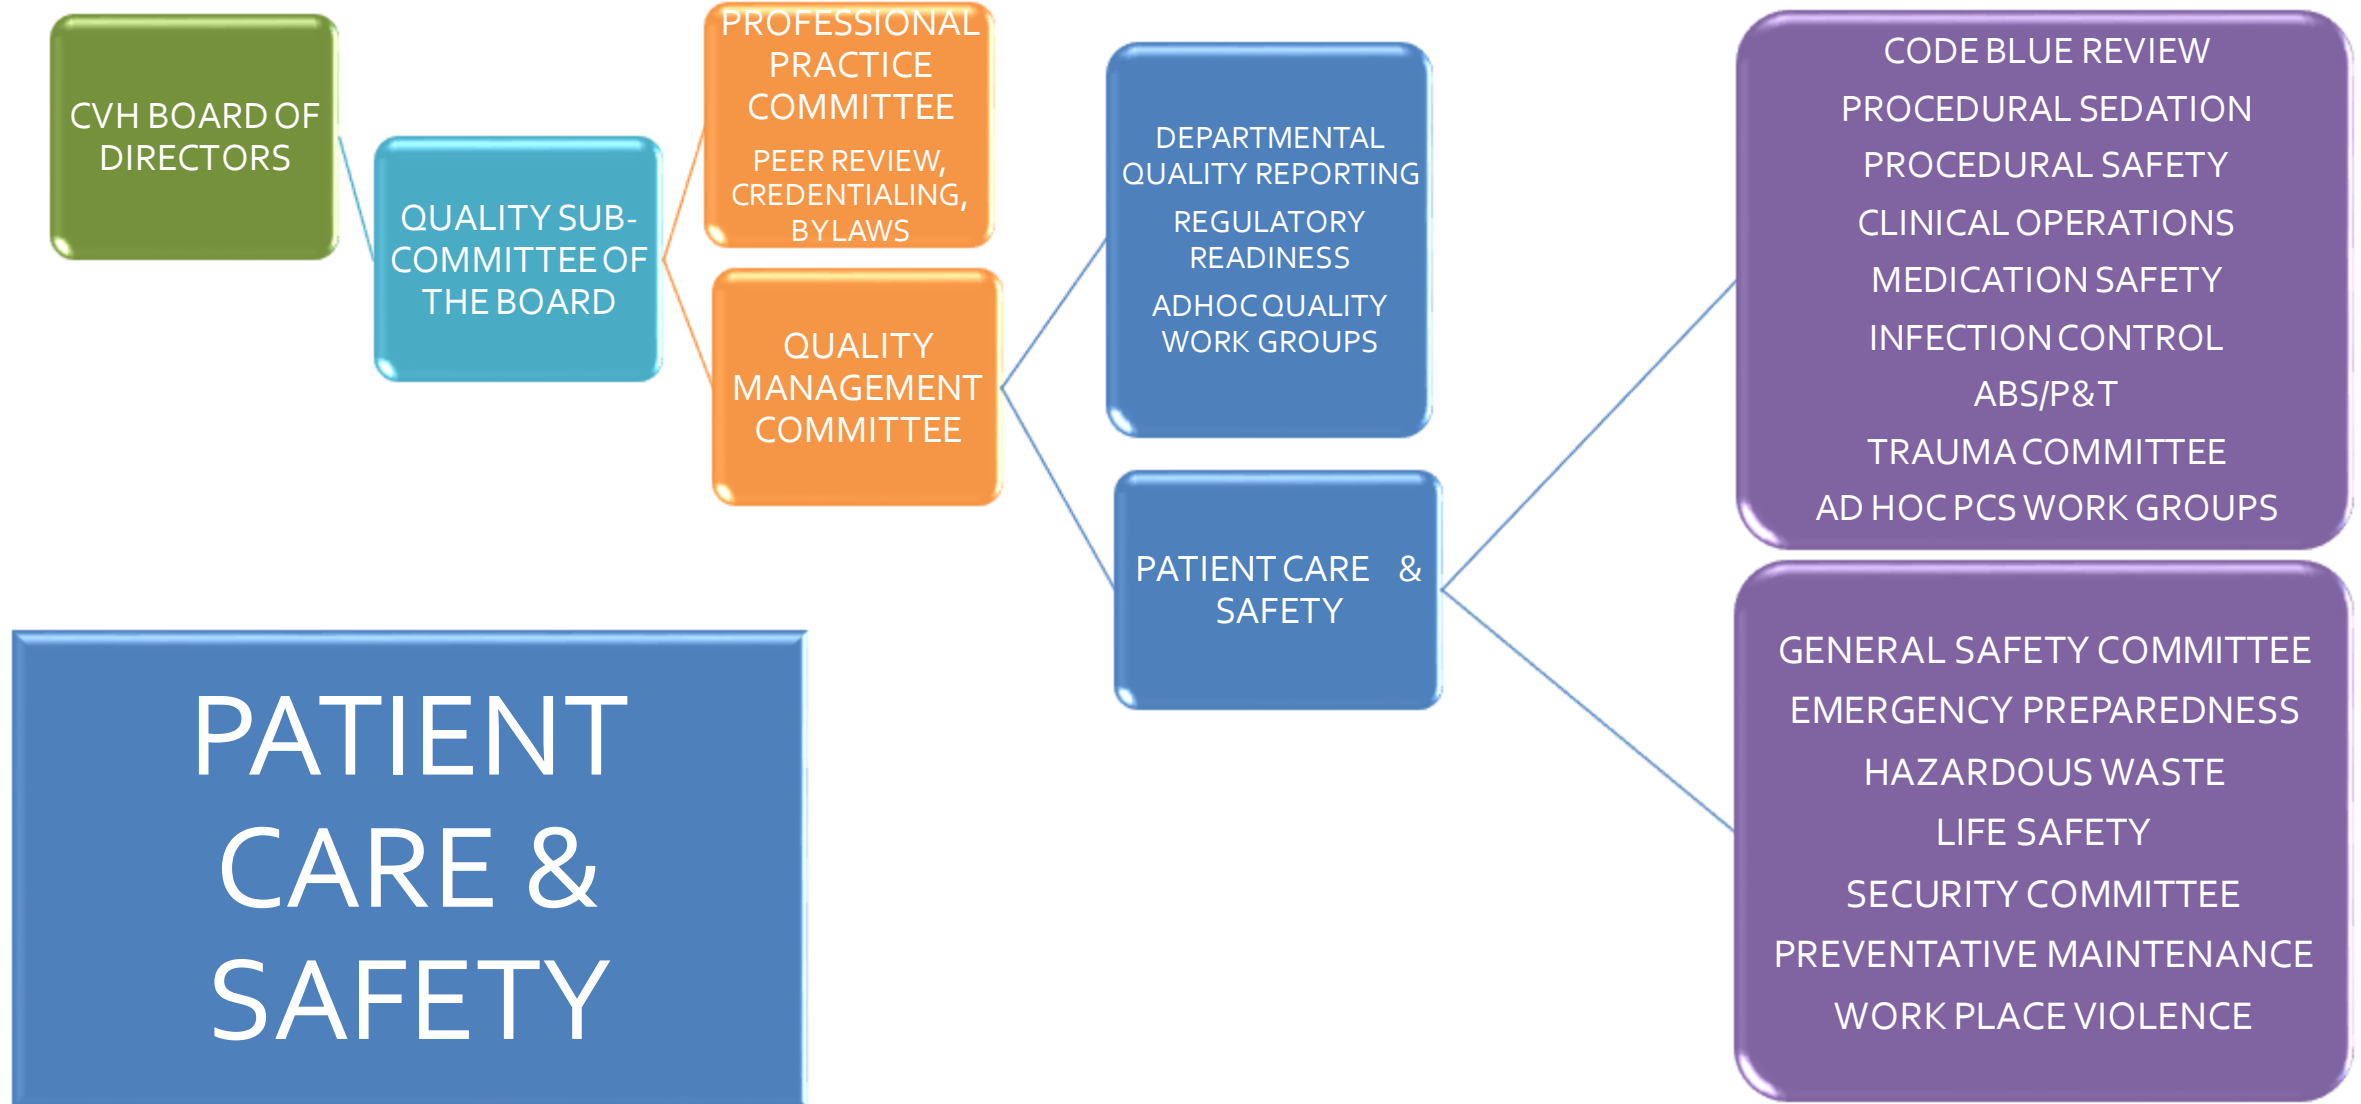 CVH BOARD OF
DIRECTORS
QUALITY SUB-
COMMITTEE OF
THE BOARD
PROFESSIONAL
PRACTICE
COMMITTEE
PEER REVIEW,
CREDENTIALING,
BYLAWS
QUALITY
MANAGEMENT
COMMITTEE
DEPARTMENTAL
QUALITY REPORTING
REGULATORY
READINESS
ADHOC QUALITY
WORK GROUPS
PATIENT CARE &
SAFETY
CODE BLUE REVIEW
PROCEDURAL SEDATION
PROCEDURAL SAFETY
CLINICAL OPERATIONS
MEDICATION SAFETY
INFECTION CONTROL
ABS/P&T
TRAUMA COMMITTEE
AD HOC PCS WORK GROUPS
GENERAL SAFETY COMMITTEE
EMERGENCY PREPAREDNESS
HAZARDOUS WASTE
LIFE SAFETY
SECURITY COMMITTEE
PREVENTATIVE MAINTENANCE
WORK PLACE VIOLENCE
PATIENT
CARE &
SAFETY